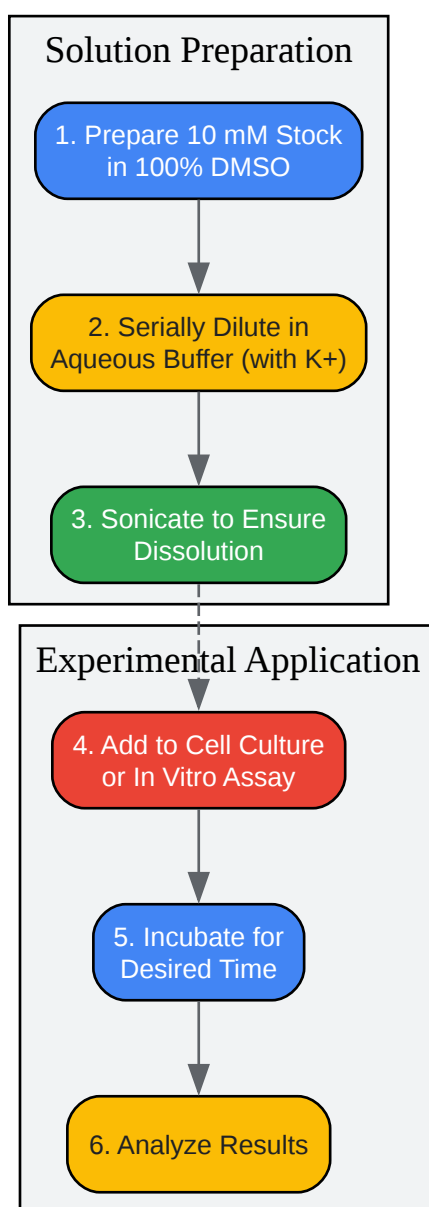 Solution Preparation
1. Prepare 10 mM Stock
in 100% DMSO
2. Serially Dilute in
Aqueous Buffer (with K+)
3. Sonicate to Ensure
Dissolution
Experimental Application
4. Add to Cell Culture
or In Vitro Assay
5. Incubate for
Desired Time
6. Analyze Results